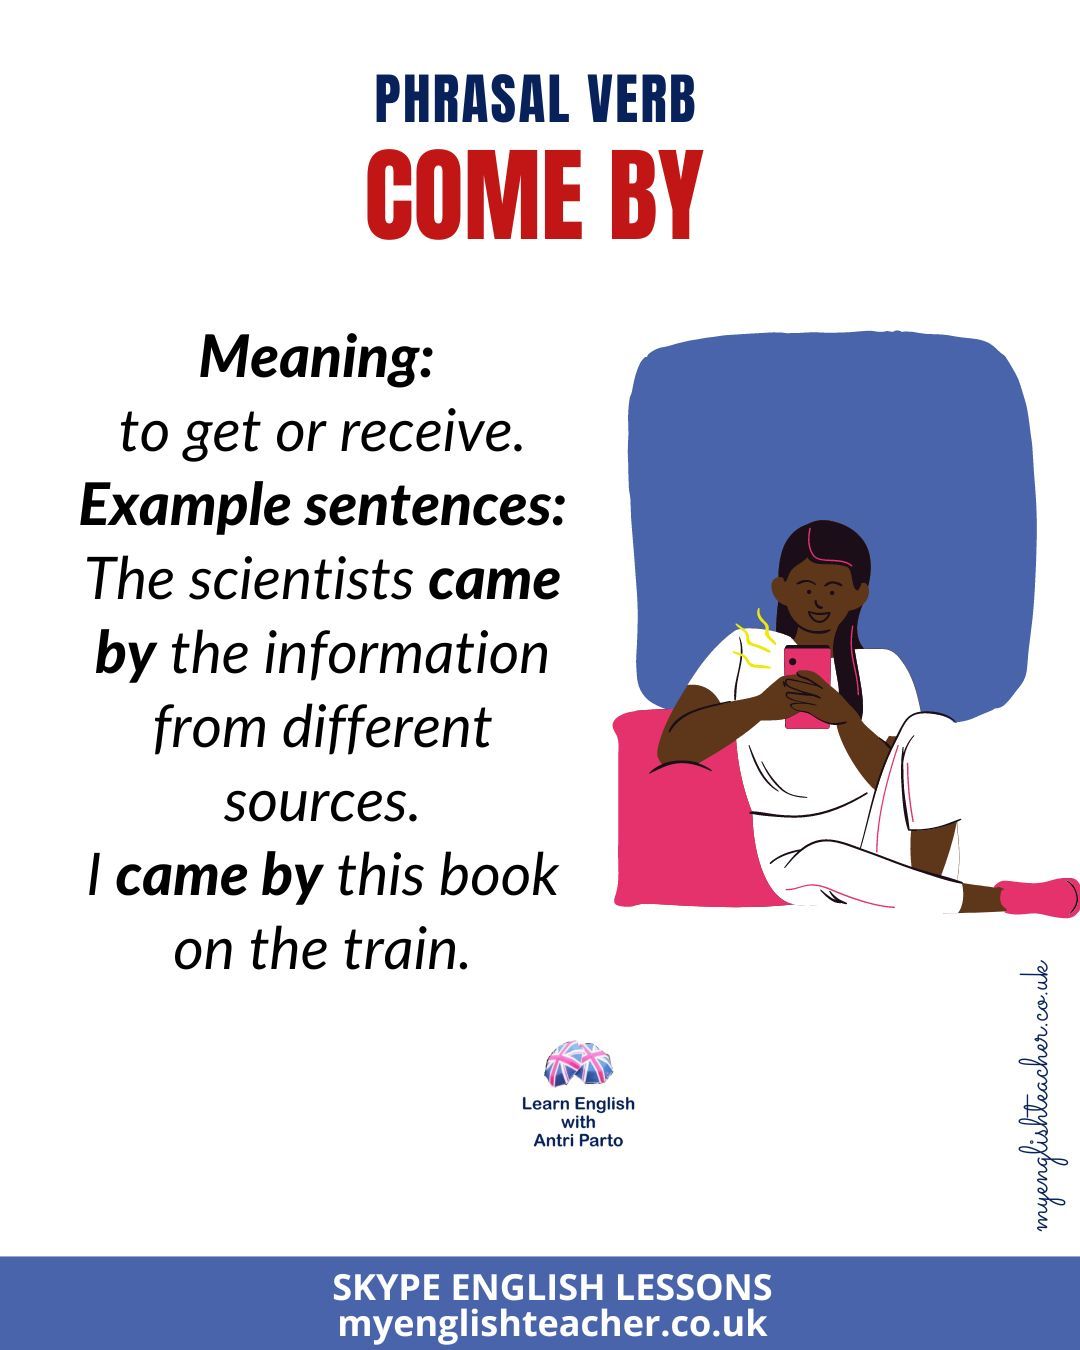 PHRASAL VERB
COME BY
Meaning:
to get or receive.
Example sentences:
The scientists came
by the information
from different
sources.
I came by this book
on the train.
myenglishteacher.co.uk
Learn English
with
Antri Parto
SKYPE ENGLISH LESSONS
myenglishteacher.co.uk